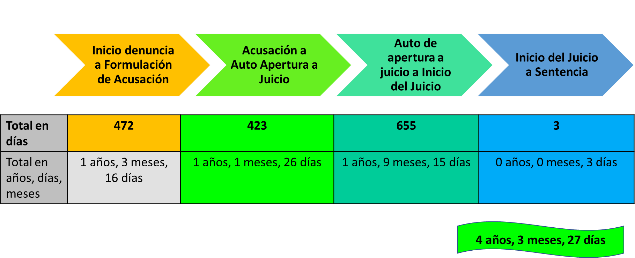 Inicio denuncia
a Formulación
de Acusación
Acusación a
Auto Apertura a
Juicio
Auto de
apertura a
juicio a Inicio
del Juicio
Inicio del Juicio
a Sentencia
Total en
días
472
423
655
3
Total en
años, días,
meses
1 años, 3 meses,
16 días
1 años, 1 meses, 26 días
1 años, 9 meses, 15 días
0 años, 0 meses, 3 días
4 años, 3 meses, 27 días